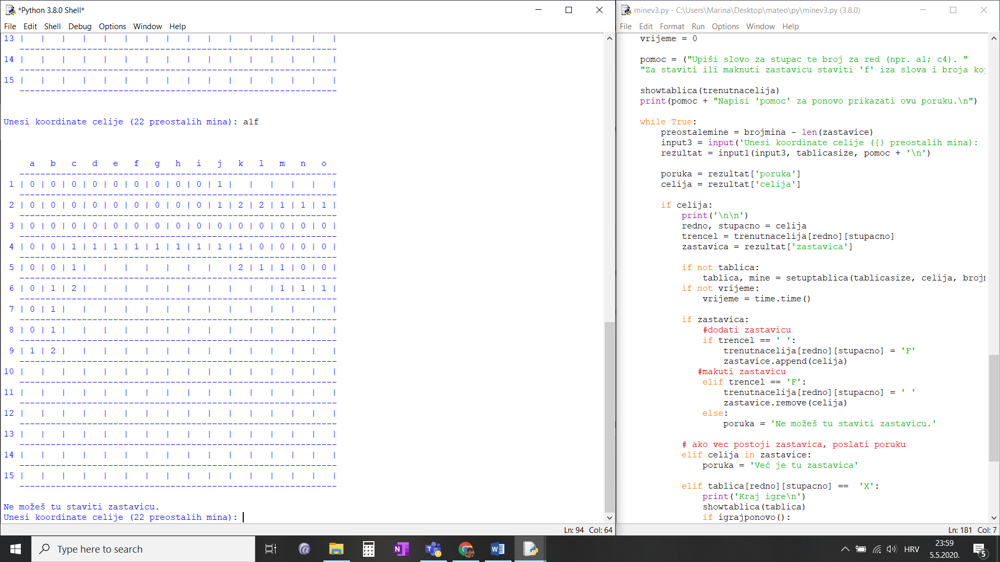 *Python 3.8.0 Shell*
File Edit Shell Debug Options Window Help
13 |   |   |   |   |   |   |   |   |   |   |   |   |   |   |   |
-------------------------------------------------------------
14 |   |   |   |   |   |   |   |   |   |   |   |   |   |   |   |
-------------------------------------------------------------
15 |   |   |   |   |   |   |   |   |   |   |   |   |   |   |   |
-------------------------------------------------------------
Unesi koordinate celije (22 preostalih mina): a1f
a b c d e f g h i j k l m n o
-------------------------------------------------------------
1 | 0 | 0 | 0 | 0 | 0 | 0 | 0 | 0 | 0 | 1 |   |   |   |   |   |
-------------------------------------------------------------
2 | 0 | 0 | 0 | 0 | 0 | 0 | 0 | 0 | 0 | 1 | 2 | 2 | 1 | 1 | 1 |
-------------------------------------------------------------
3 | 0 | 0 | 0 | 0 | 0 | 0 | 0 | 0 | 0 | 0 | 0 | 0 | 0 | 0 | 0 |
-------------------------------------------------------------
4 | 0 | 0 | 1 | 1 | 1 | 1 | 1 | 1 | 1 | 1 | 1 | 0 | 0 | 0 | 0 |
-------------------------------------------------------------
5 | 0 | 0 | 1 |   |   |   |   |   |   |   | 2 | 1 | 1 | 0 | 0 |
-------------------------------------------------------------
6 | 0 | 1 | 2 |   |   |   |   |   |   |   |   |   | 1 | 1 | 1 |
-------------------------------------------------------------
7 | 0 | 1 |   |   |   |   |   |   |   |   |   |   |   |   |   |
-------------------------------------------------------------
8 | 0 | 1 |   |   |   |   |   |   |   |   |   |   |   |   |   |
-------------------------------------------------------------
9 | 1 | 2 |   |   |   |   |   |   |   |   |   |   |   |   |   |
-------------------------------------------------------------
10 |   |   |   |   |   |   |   |   |   |   |   |   |   |   |   |
-------------------------------------------------------------
11 |   |   |   |   |   |   |   |   |   |   |   |   |   |   |   |
-------------------------------------------------------------
12 |   |   |   |   |   |   |   |   |   |   |   |   |   |   |   |
-------------------------------------------------------------
13 |   |   |   |   |   |   |   |   |   |   |   |   |   |   |   |
-------------------------------------------------------------
14 |   |   |   |   |   |   |   |   |   |   |   |   |   |   |   |
-------------------------------------------------------------
15 |   |   |   |   |   |   |   |   |   |   |   |   |   |   |   |
-------------------------------------------------------------
Ne možeš tu staviti zastavicu.
Unesi koordinate celije (22 preostalih mina):
Ln: 94 Col: 64
minev3.py - C:\Users\Marina\Desktop\mateo\py\minev3.py (3.8.0)
File Edit Format Run Options Window Help
vrijeme = 0
pomoc = ("Upiši slovo za stupac te broj za red (npr. a1; c4). "
"Za staviti ili maknuti zastavicu staviti 'f' iza slova i broja
showtablica(trenutnacelija)
print(pomoc + "Napisi 'pomoc' za ponovo prikazati ovu poruku.\n")
while True:
preostalemine = brojmina - len(zastavice)
input3 = input('Unesi koordinate celije ({} preostalih mina):
rezultat = input1(input3, tablicasize, pomoc + '\n')
poruka = rezultat['poruka']
celija = rezultat['celija']
if celija:
print('\n\n')
redno, stupacno = celija
trencel = trenutnacelija[redno][stupacno]
zastavica = rezultat['zastavica']
if not tablica:
tablica, mine = setuptablica(tablicasize, celija,
if not vrijeme:
vrijeme = time.time()
if zastavica:
#dodati zastavicu
if trencel == ' ':
trenutnacelija[redno][stupacno] = 'F'
zastavice.append(celija)
#makuti zastavicu
elif trencel == 'F':
trenutnacelija[redno][stupacno] = ' '
zastavice.remove(celija)
else:
poruka = 'Ne možeš tu staviti zastavicu.'
# ako vec postoji zastavica, poslati poruku
elif celija in zastavice:
poruka = 'Već je tu zastavica'
elif tablica[redno][stupacno] ==  'X':
print('Kraj igre\n')
showtablica(tablica)
if igrajponovo():
Ln: 181 Col: 7
Type here to search
HRV
23:59
5.5.2020.
5